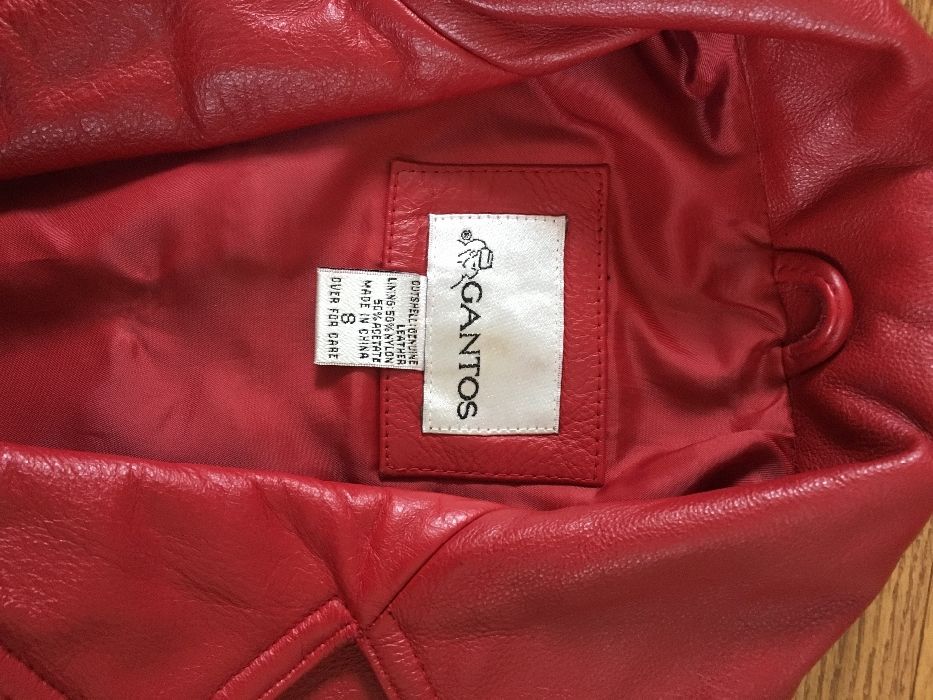 GANTOS
®
OUTSHELL:GENUINE
LEATHER
LINING:50%NYLON
50%ACETATE
MADE IN CHINA
8
OVER FOR CARE